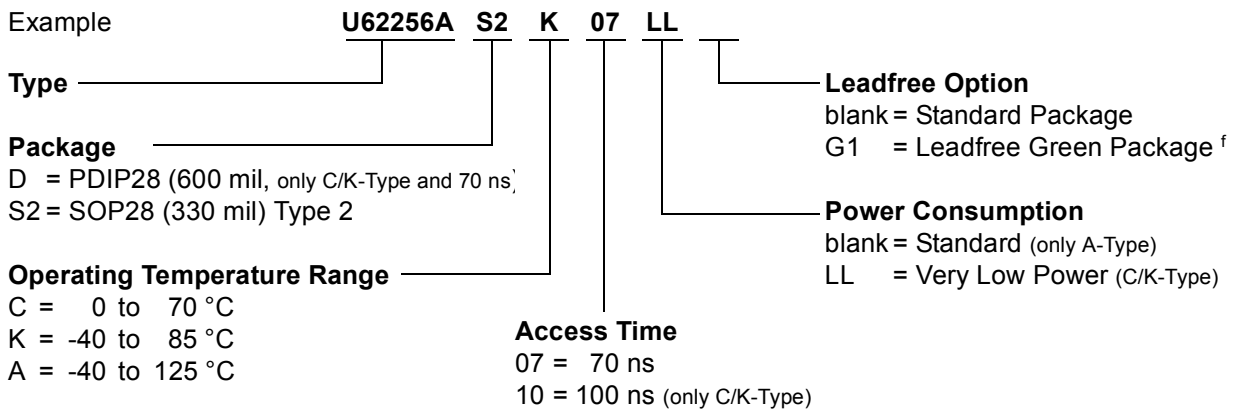 Example U62256A S2 K 07 LL
Type
Package
D = PDIP28 (600 mil, only C/K-Type and 70 ns)
S2 = SOP28 (330 mil) Type 2
Operating Temperature Range
C = 0 to 70 °C
K = -40 to 85 °C
A = -40 to 125 °C
Access Time
07 = 70 ns
10 = 100 ns (only C/K-Type)
Leadfree Option
blank = Standard Package
G1 = Leadfree Green Package f
Power Consumption
blank = Standard (only A-Type)
LL = Very Low Power (C/K-Type)